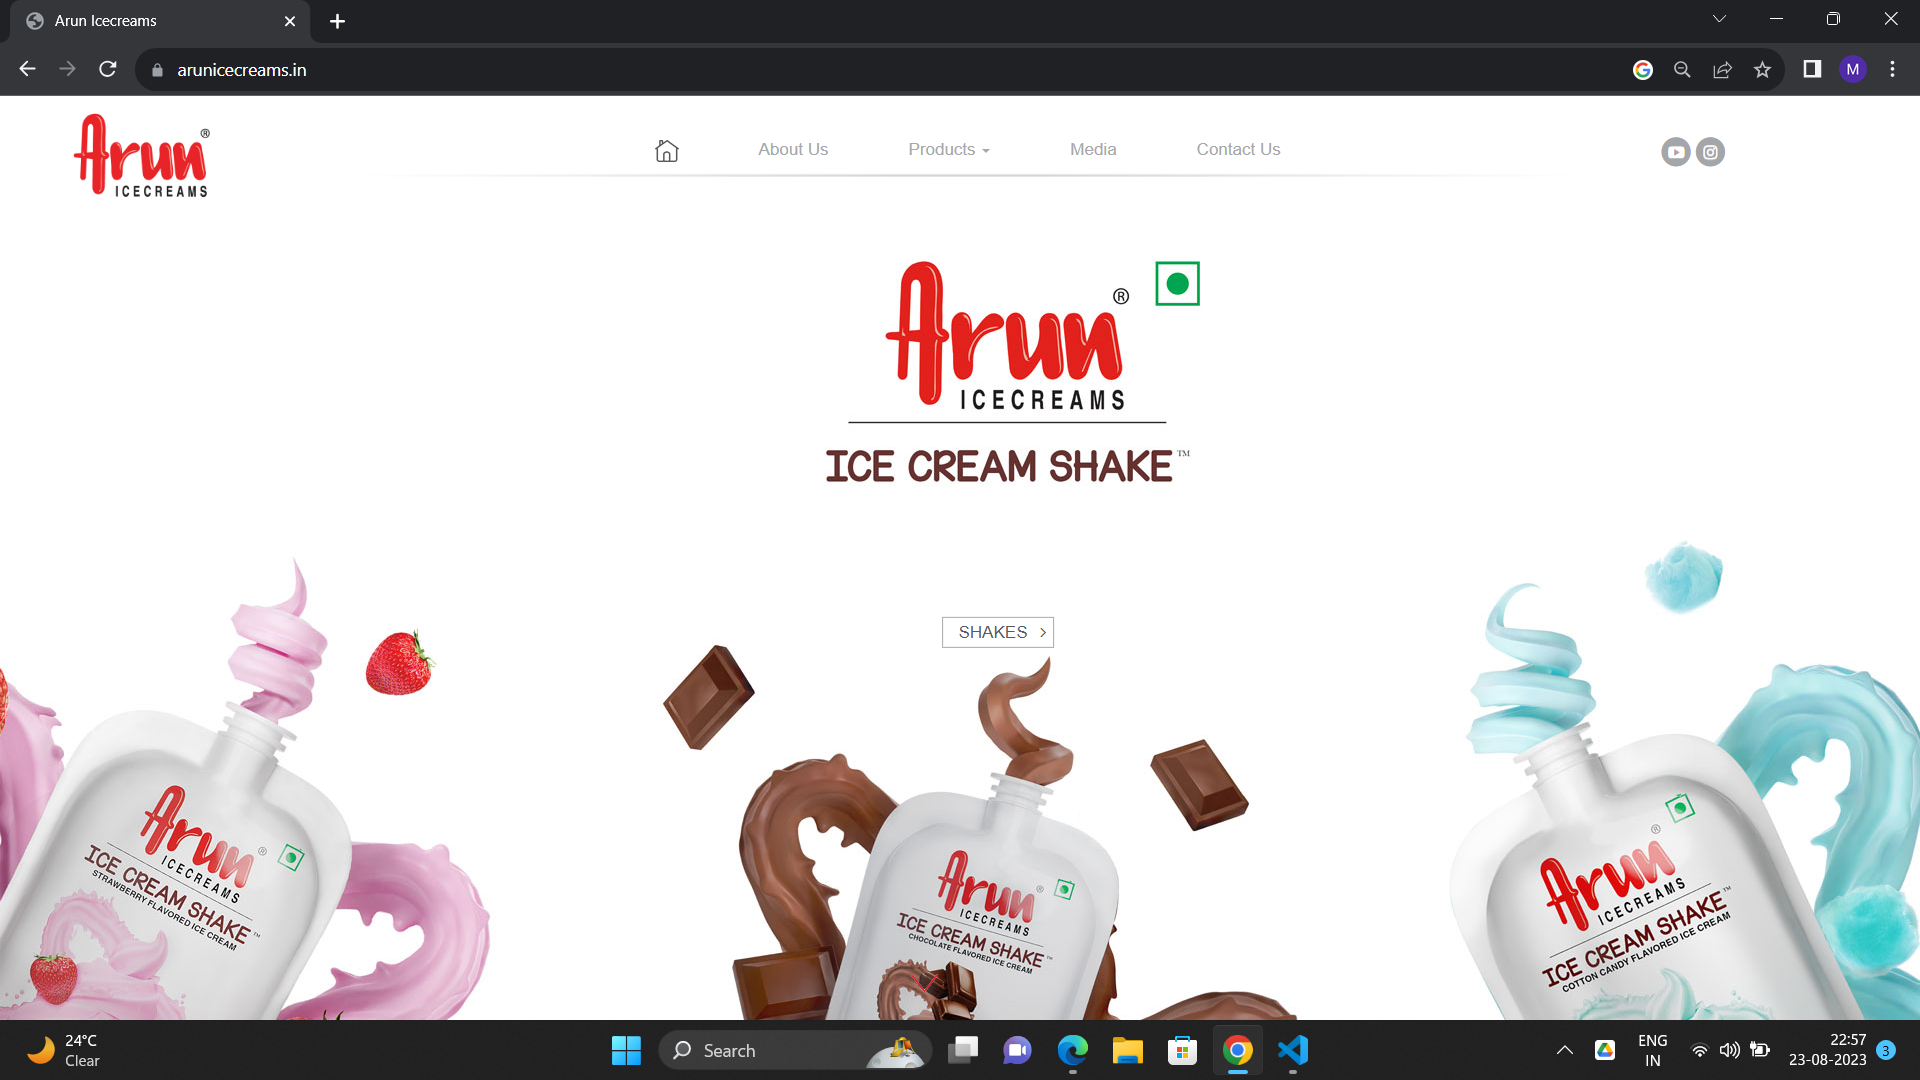 Arun Icecreams
arunicecreams.in
M
Arun®
ICECREAMS
About Us
Products
Media
Contact Us
Arun®
ICECREAMS
ICE CREAM SHAKE™
SHAKES
Arun®
ICECREAMS
ICE CREAM SHAKE™
STRAWBERRY FLAVORED ICE CREAM
Arun®
ICECREAMS
ICE CREAM SHAKE™
CHOCOLATE FLAVORED ICE CREAM
Arun®
ICECREAMS
ICE CREAM SHAKE™
COTTON CANDY FLAVORED ICE CREAM
24°C
Clear
Search
ENG
IN
22:57
23-08-2023
3